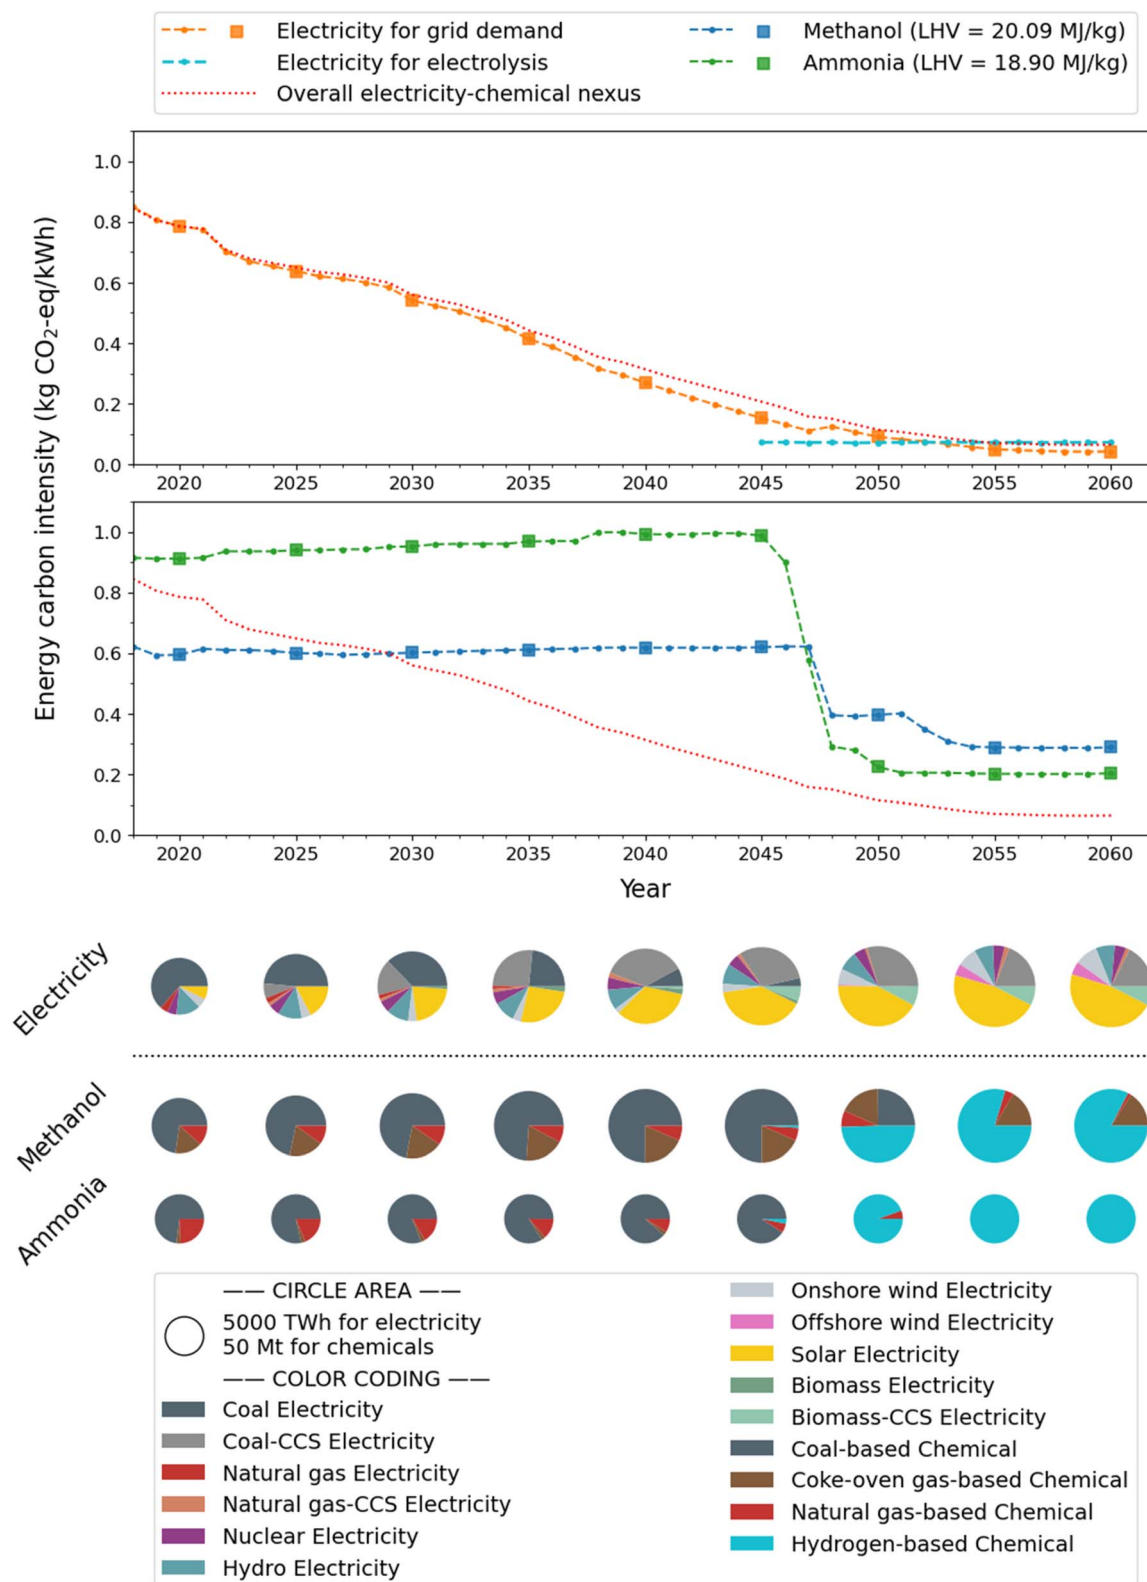 Electricity for grid demand
Electricity for electrolysis
Overall electricity-chemical nexus
Methanol (LHV = 20.09 MJ/kg)
Ammonia (LHV = 18.90 MJ/kg)
Energy carbon intensity (kg CO₂-eq/kWh)
1.0
0.8
0.6
0.4
0.2
0.0
2020 2025 2030 2035 2040 2045 2050 2055 2060
1.0
0.8
0.6
0.4
0.2
0.0
2020 2025 2030 2035 2040 2045 2050 2055 2060
Year
Electricity
Methanol
Ammonia
—— CIRCLE AREA ——
5000 TWh for electricity
50 Mt for chemicals
—— COLOR CODING ——
Coal Electricity
Coal-CCS Electricity
Natural gas Electricity
Natural gas-CCS Electricity
Nuclear Electricity
Hydro Electricity
Onshore wind Electricity
Offshore wind Electricity
Solar Electricity
Biomass Electricity
Biomass-CCS Electricity
Coal-based Chemical
Coke-oven gas-based Chemical
Natural gas-based Chemical
Hydrogen-based Chemical